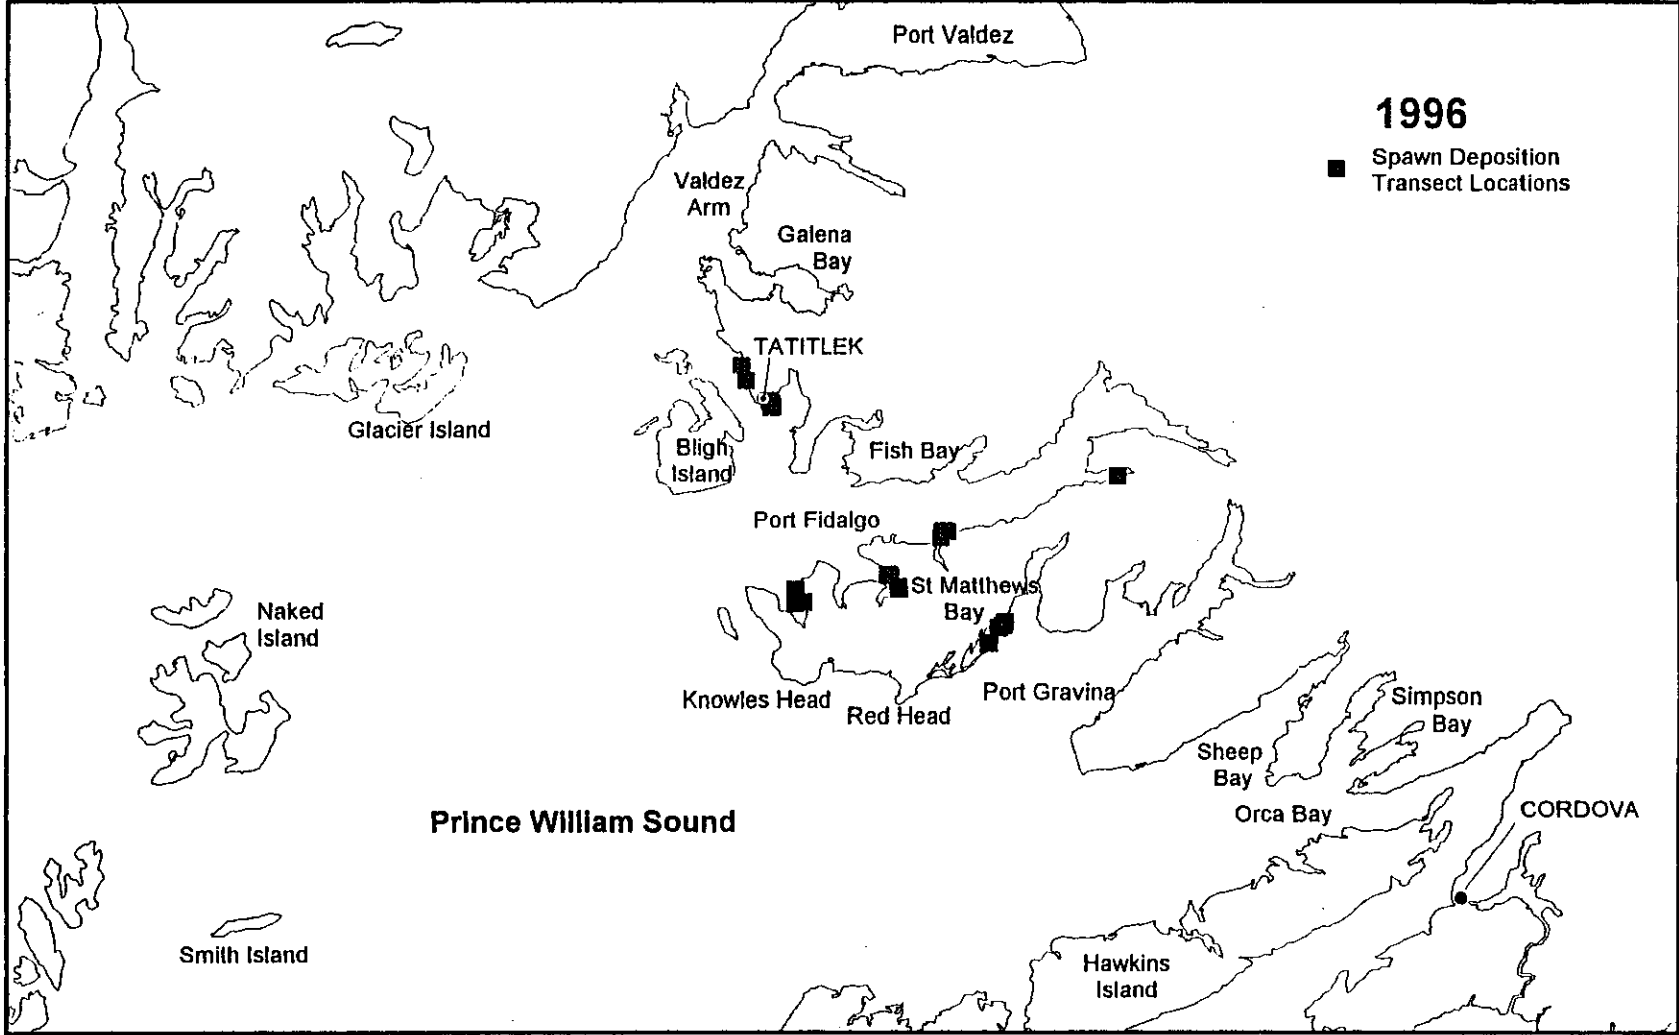 Port Valdez
1996
Spawn Deposition
Transect Locations
Valdez
Arm
Galena
Bay
TATITLEK
Glacier Island
Bligh
Island
Fish Bay
Port Fidalgo
St Matthews
Bay
Naked
Island
Knowles Head
Red Head
Port Gravina
Simpson
Bay
Sheep
Bay
Orca Bay
CORDOVA
Prince William Sound
Smith Island
Hawkins
Island